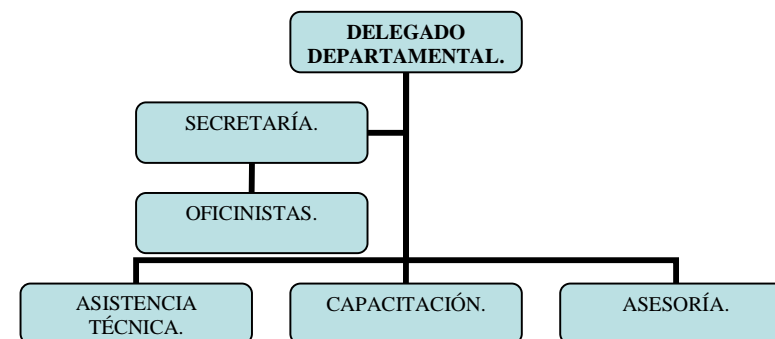 DELEGADO
DEPARTAMENTAL.
SECRETARÍA.
OFICINISTAS.
ASISTENCIA
TÉCNICA.
CAPACITACIÓN.
ASESORÍA.